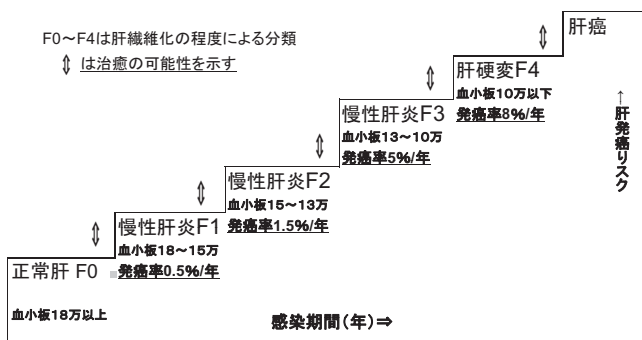 F0～F4は肝繊維化の程度による分類
⇕ は治癒の可能性を示す
肝癌
肝硬変F4
血小板10万以下
発癌率8%/年
慢性肝炎F3
血小板13～10万
発癌率5%/年
慢性肝炎F2
血小板15～13万
発癌率1.5%/年
慢性肝炎F1
血小板18～15万
発癌率0.5%/年
正常肝 F0
血小板18万以上
感染期間(年)⇒
↑肝発癌リスク